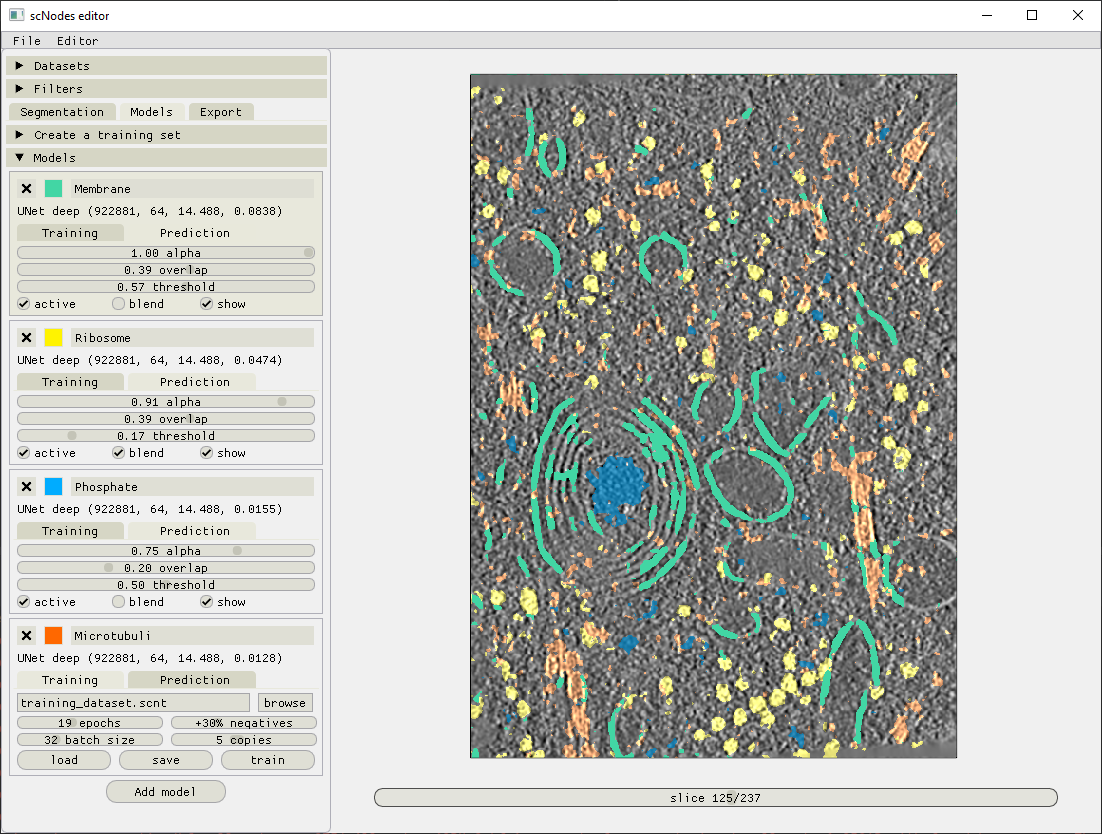 scNodes editor
File Editor
Datasets
Filters
Segmentation Models Export
Create a training set
Models
Membrane
UNet deep (922881, 64, 14.488, 0.0838)
Training Prediction
1.00 alpha
0.39 overlap
0.57 threshold
active blend show
Ribosome
UNet deep (922881, 64, 14.488, 0.0474)
Training Prediction
0.91 alpha
0.39 overlap
0.17 threshold
active blend show
Phosphate
UNet deep (922881, 64, 14.488, 0.0155)
Training Prediction
0.75 alpha
0.20 overlap
0.50 threshold
active blend show
Microtubuli
UNet deep (922881, 64, 14.488, 0.0128)
Training Prediction
training_dataset.scnt browse
19 epochs +30% negatives
32 batch size 5 copies
load save train
Add model
slice 125/237